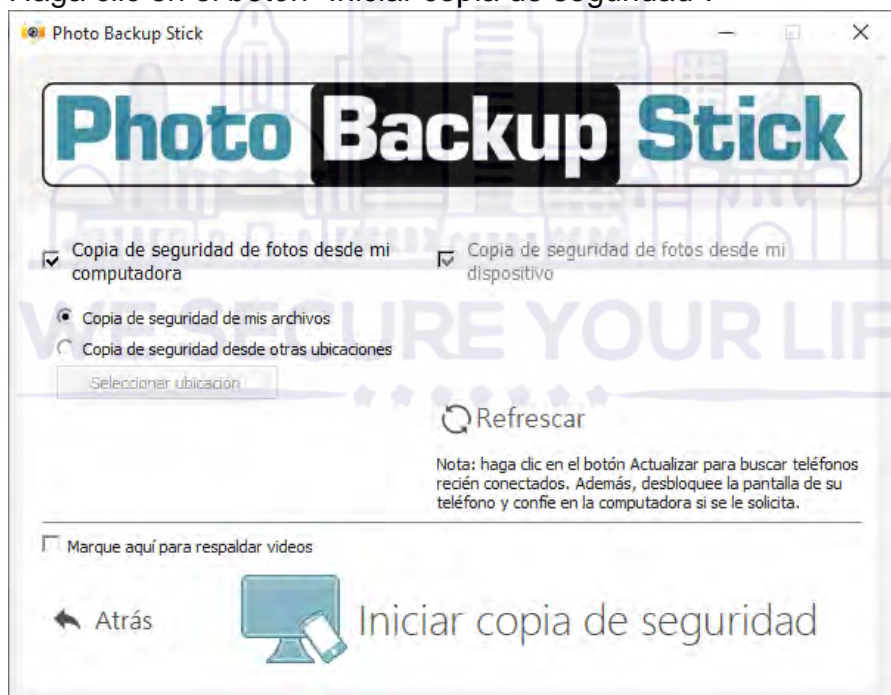 Haga clic en el botón "Iniciar copia de seguridad".
Photo Backup Stick
Photo Backup Stick
Copia de seguridad de fotos desde mi
computadora
Copia de seguridad de fotos desde mi
dispositivo
Copia de seguridad de mis archivos
Copia de seguridad desde otras ubicaciones
Seleccionar ubicación
WE SECURE YOUR LIF
Refrescar
Nota: haga clic en el botón Actualizar para buscar teléfonos
recién conectados. Además, desbloquee la pantalla de su
teléfono y confíe en la computadora si se le solicita.
Marque aquí para respaldar videos
Atrás
Iniciar copia de seguridad